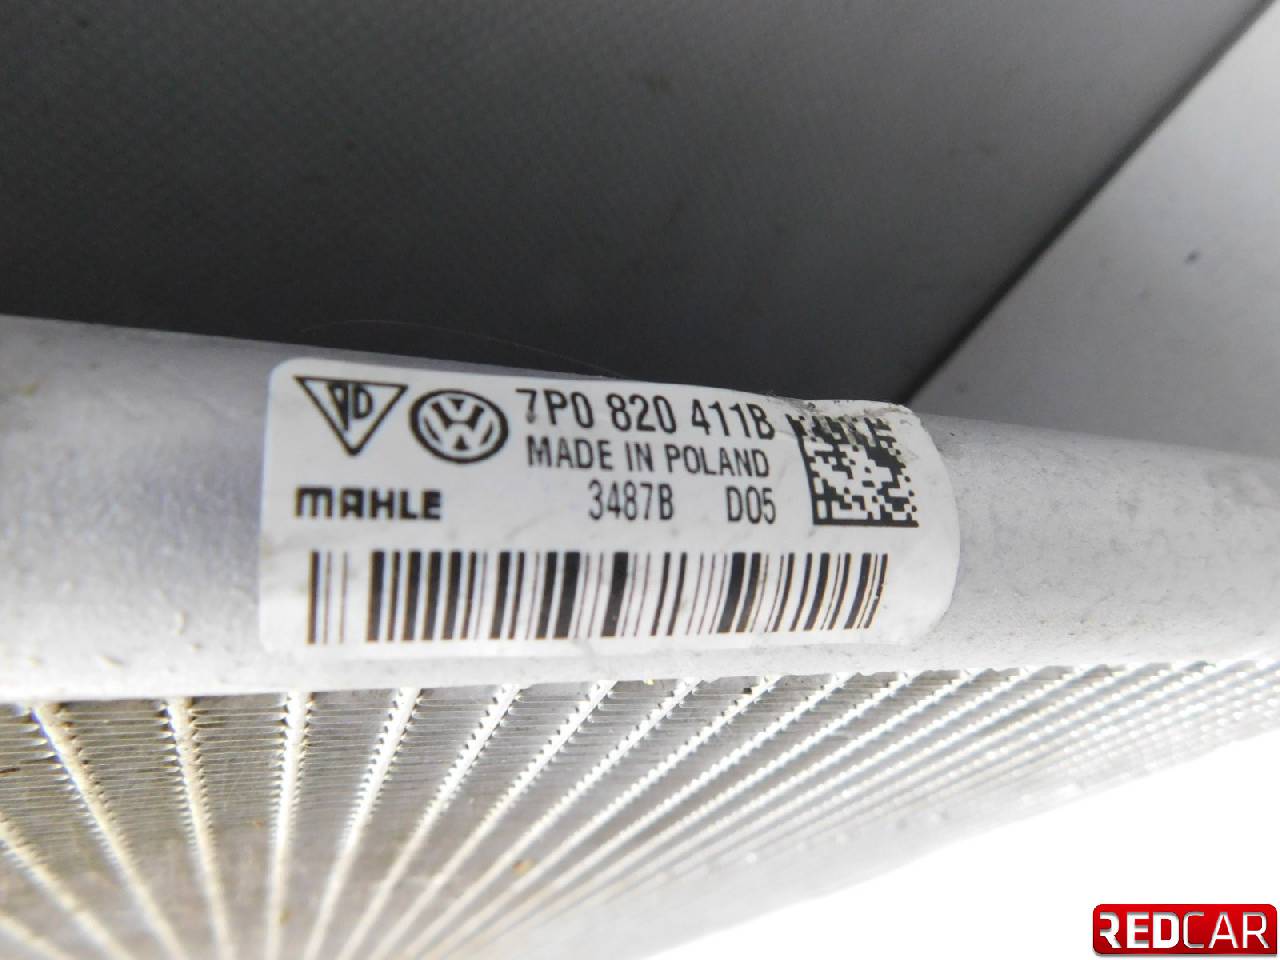 7P0 820 411B
MADE IN POLAND
MAHLE 3487B D05
REDCAR